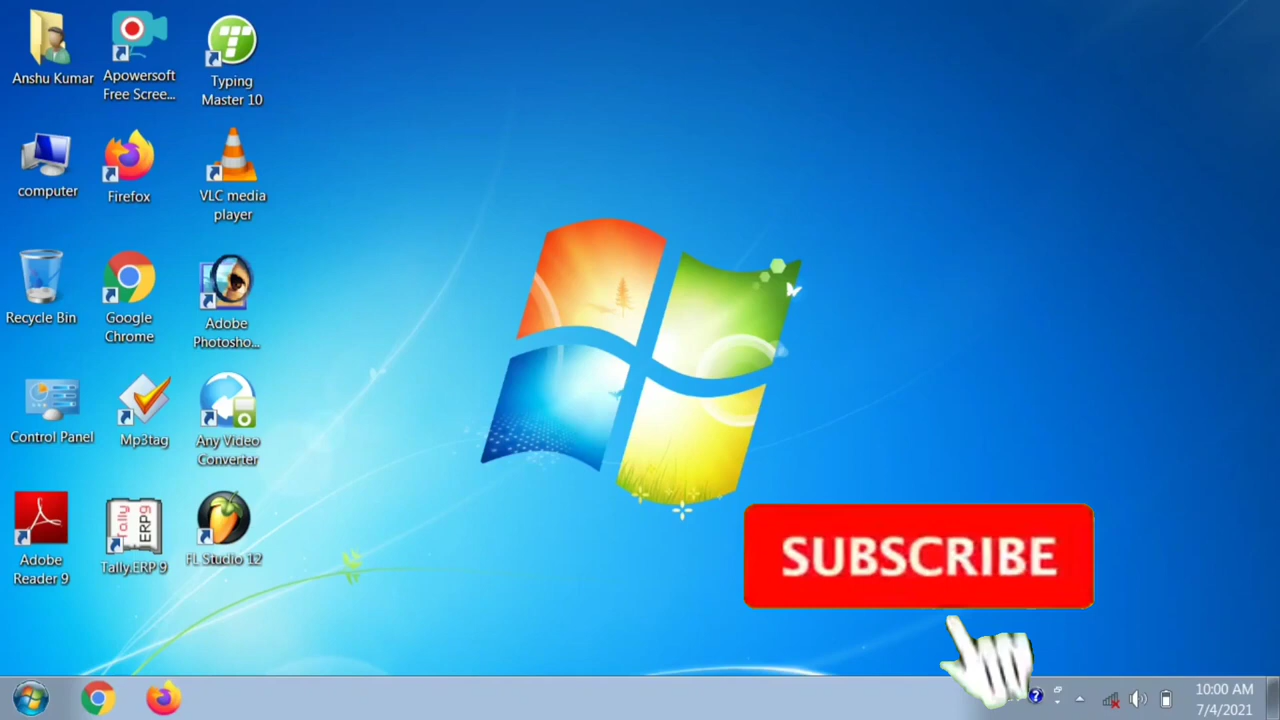 Anshu Kumar
Apowersoft
Free Scree...
Typing
Master 10
computer
Firefox
VLC media
player
Recycle Bin
Google
Chrome
Adobe
Photosho...
Control Panel
Mp3tag
Any Video
Converter
Adobe
Reader 9
Tally
ERP9
Tally.ERP 9
FL Studio 12
SUBSCRIBE
10:00 AM
7/4/2021